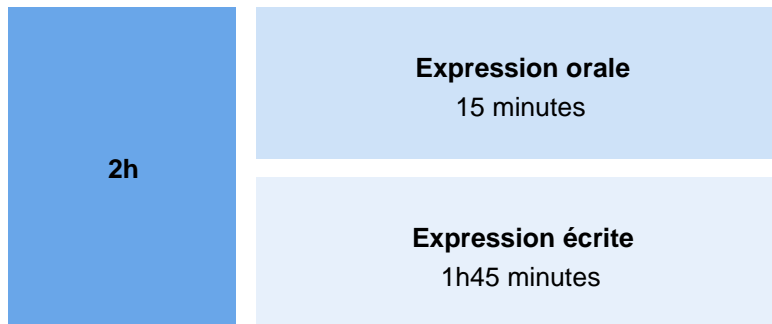 2h
Expression orale
15 minutes
Expression écrite
1h45 minutes